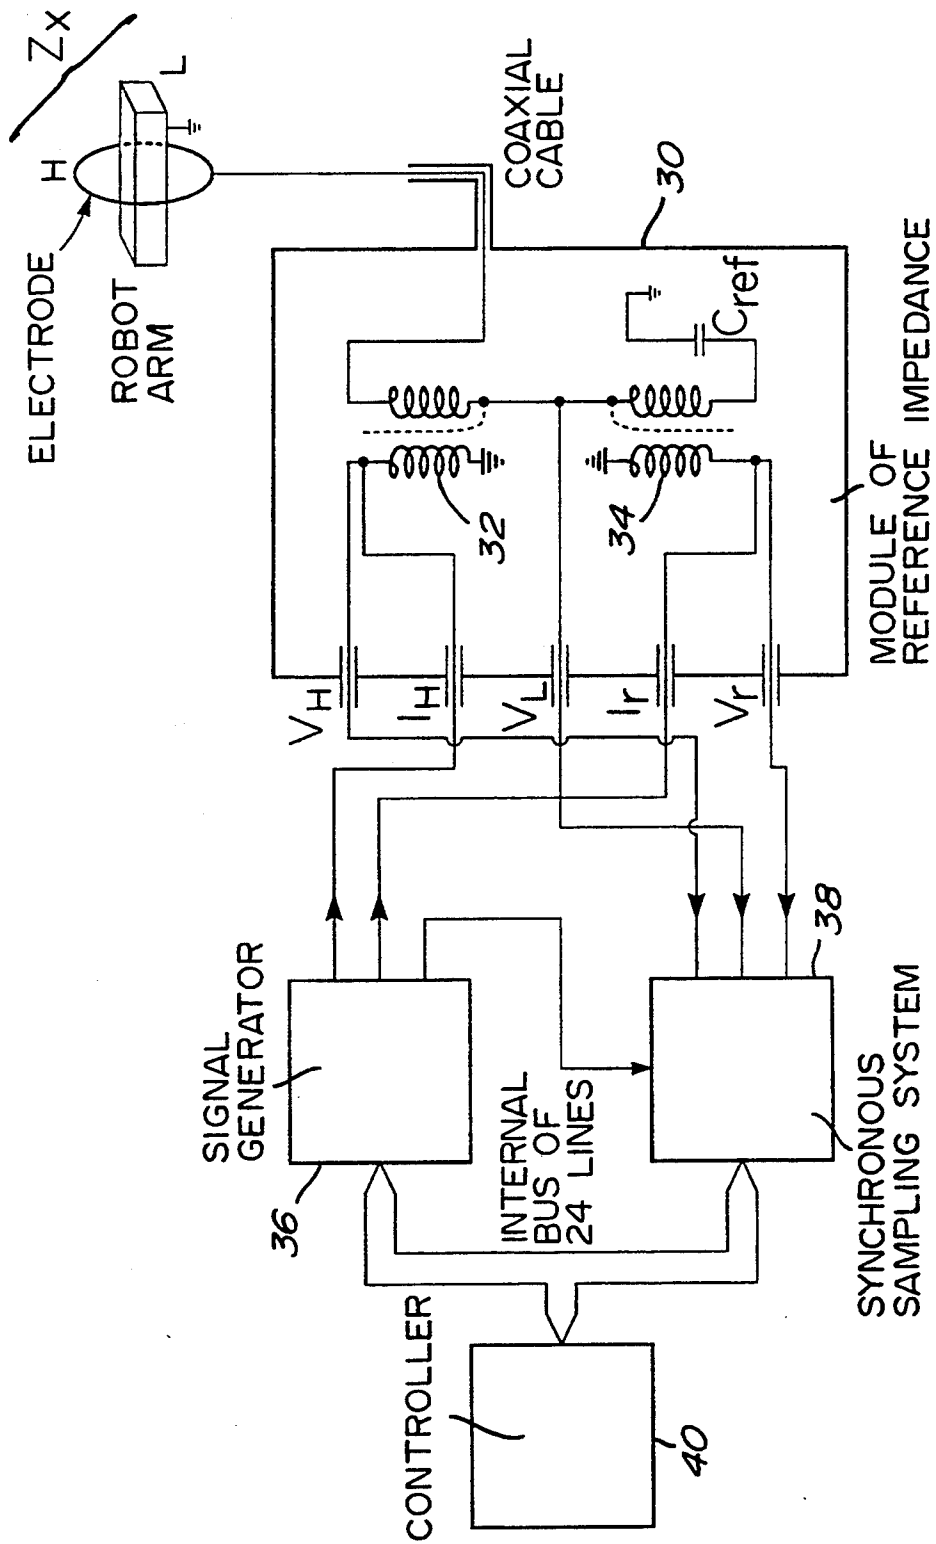 CONTROLLER
40
36
SIGNAL
GENERATOR
INTERNAL
BUS OF
24 LINES
SYNCHRONOUS
SAMPLING SYSTEM
38
VH
IH
VL
Ir
Vr
32
34
Cref
MODULE OF
REFERENCE IMPEDANCE
30
COAXIAL
CABLE
ELECTRODE
ROBOT
ARM
H
L
Zx